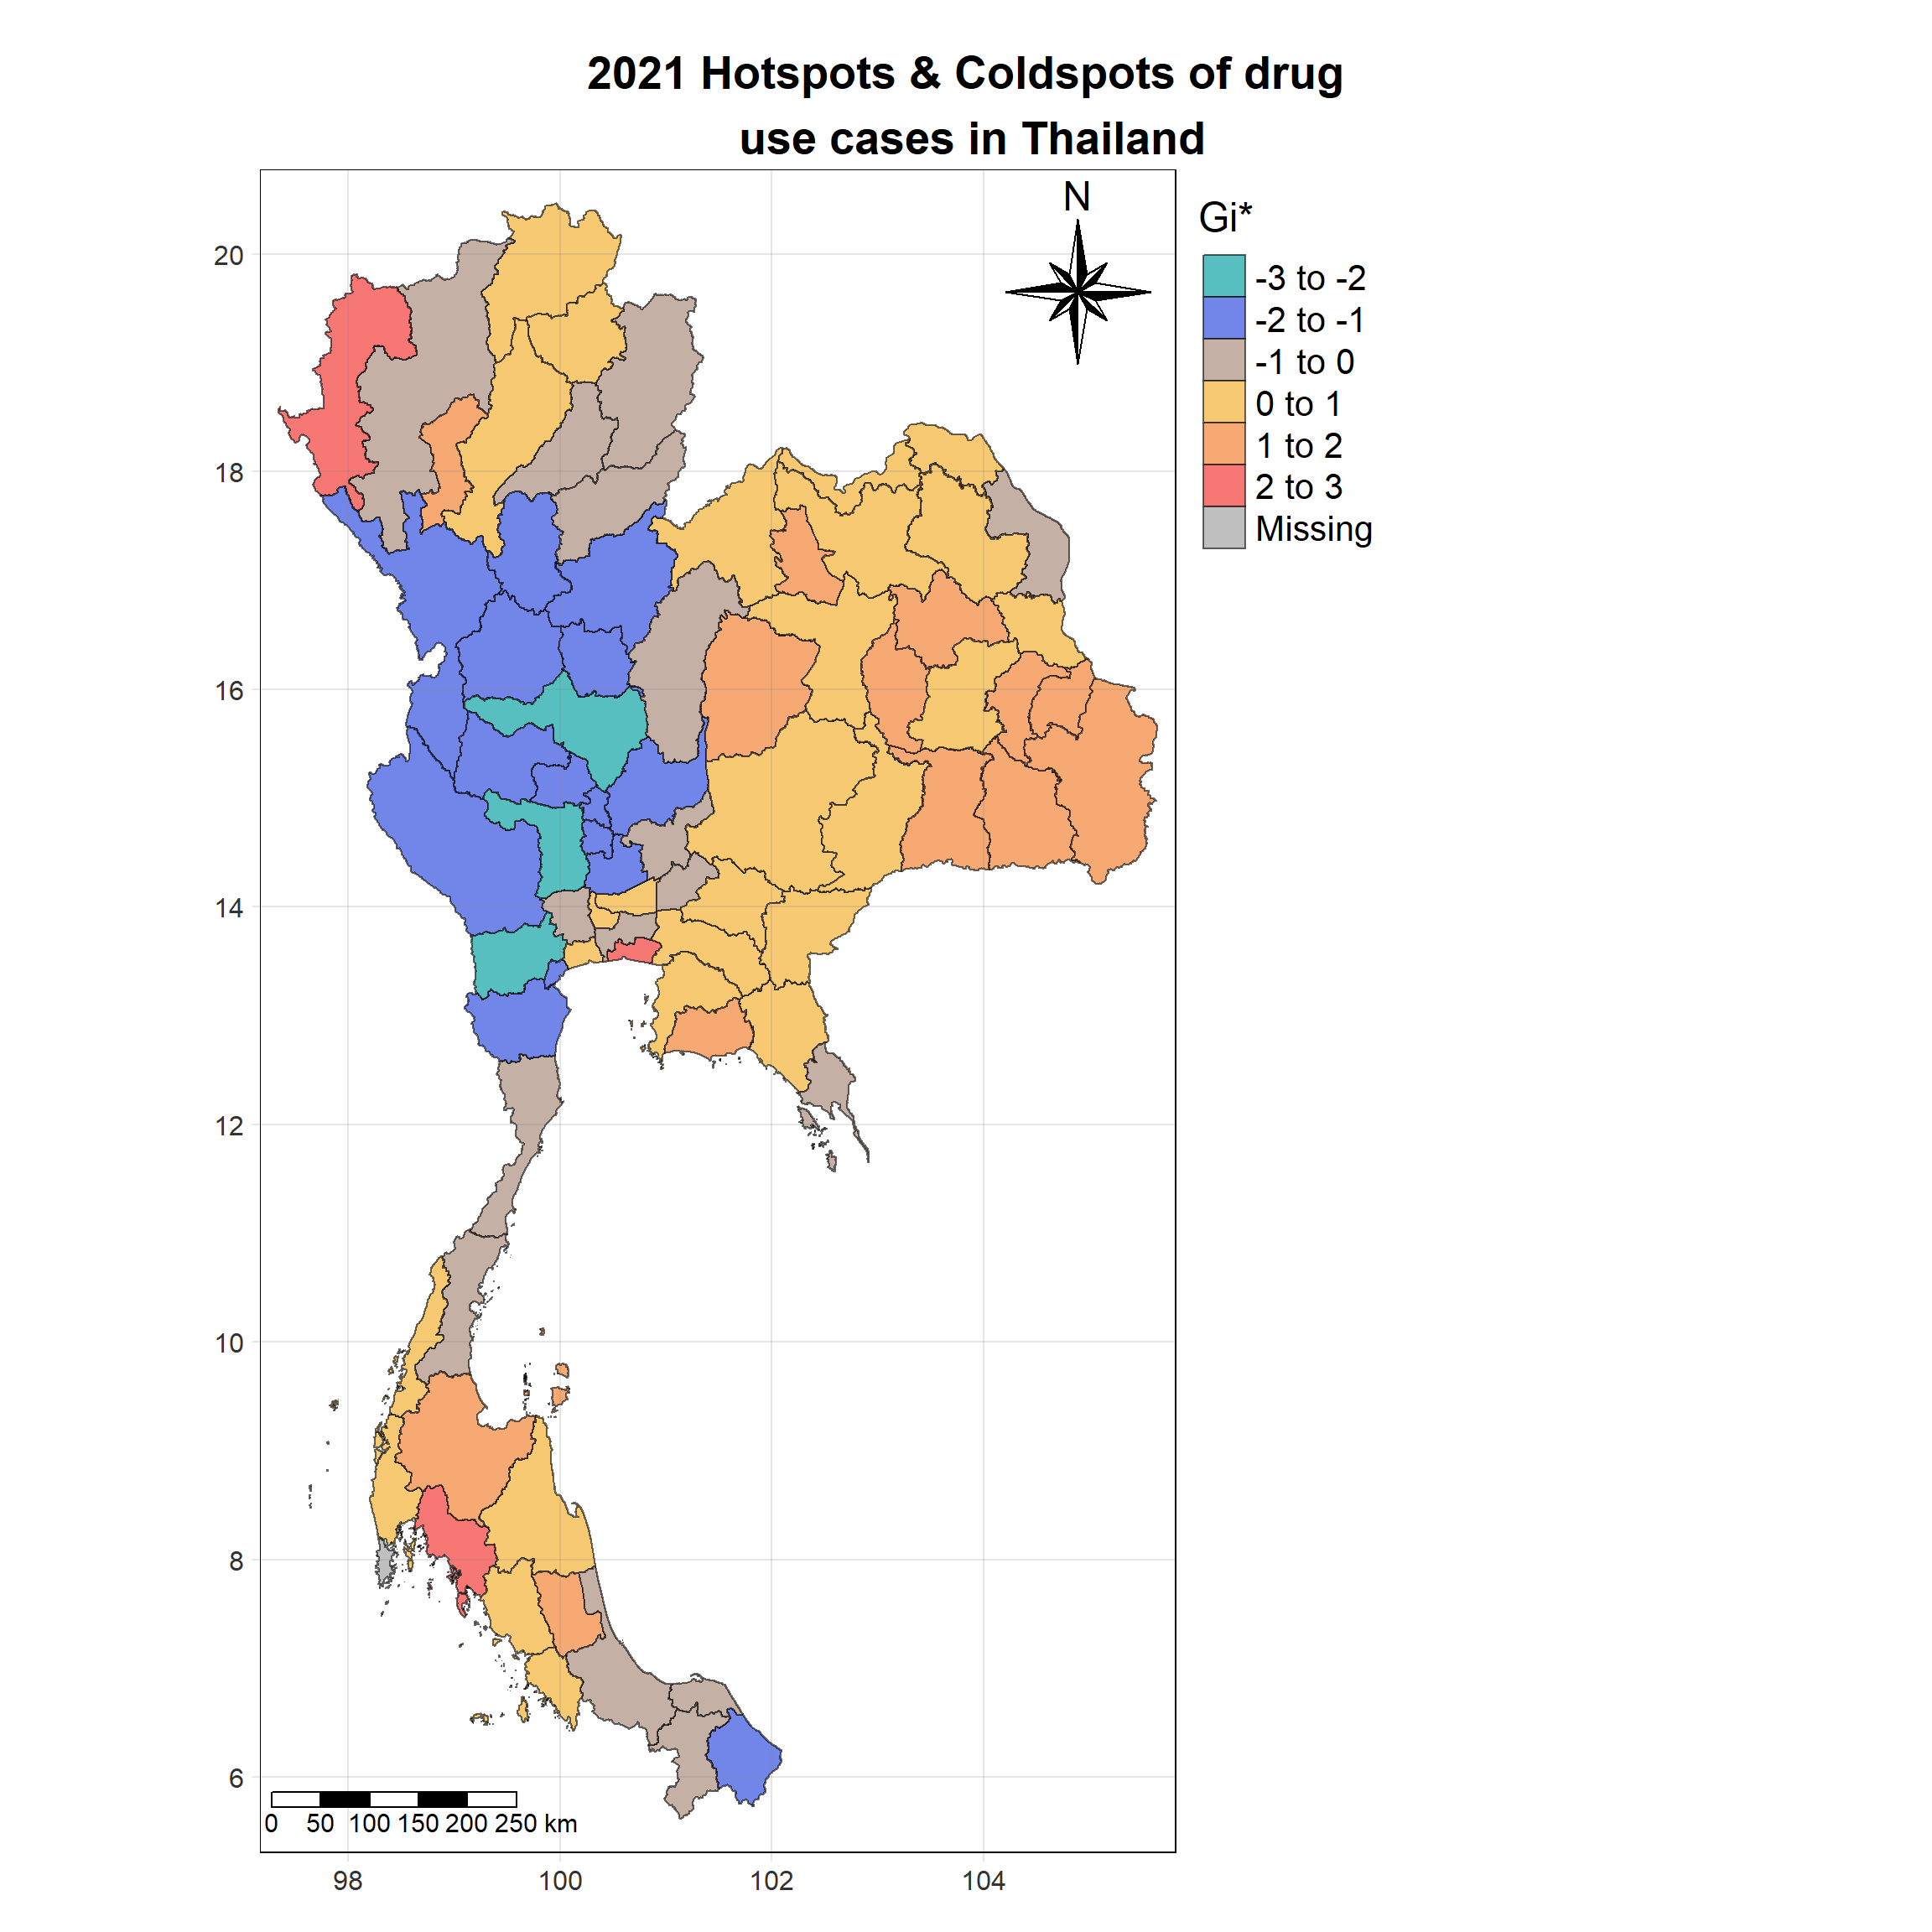 2021 Hotspots & Coldspots of drug
use cases in Thailand
N
Gi*
-3 to -2
-2 to -1
-1 to 0
0 to 1
1 to 2
2 to 3
Missing
20
18
16
14
12
10
8
6
0 50 100 150 200 250 km
98 100 102 104